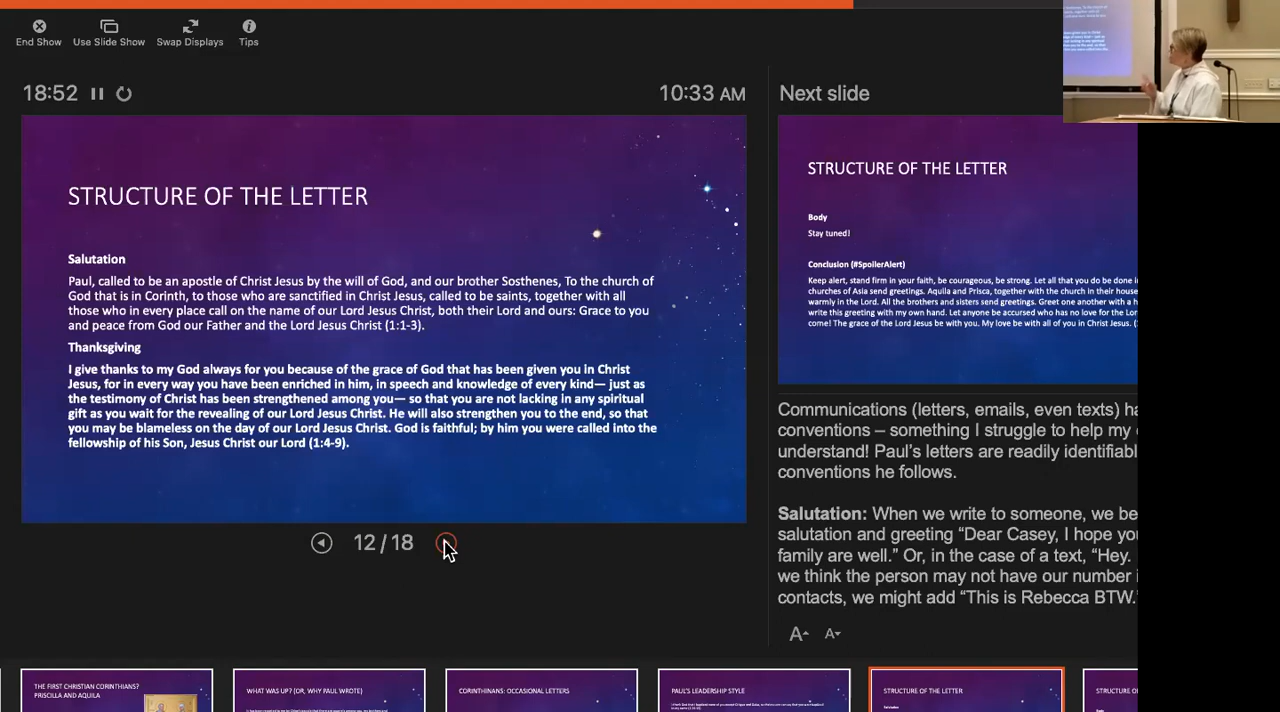 End Show
Use Slide Show
Swap Displays
Tips
18:52
10:33 AM
Next slide
STRUCTURE OF THE LETTER
Salutation
Paul, called to be an apostle of Christ Jesus by the will of God, and our brother Sosthenes, To the church of
God that is in Corinth, to those who are sanctified in Christ Jesus, called to be saints, together with all
those who in every place call on the name of our Lord Jesus Christ, both their Lord and ours: Grace to you
and peace from God our Father and the Lord Jesus Christ (1:1-3).
Thanksgiving
I give thanks to my God always for you because of the grace of God that has been given you in Christ
Jesus, for in every way you have been enriched in him, in speech and knowledge of every kind— just as
the testimony of Christ has been strengthened among you— so that you are not lacking in any spiritual
gift as you wait for the revealing of our Lord Jesus Christ. He will also strengthen you to the end, so that
you may be blameless on the day of our Lord Jesus Christ. God is faithful; by him you were called into the
fellowship of his Son, Jesus Christ our Lord (1:4-9).
12 / 18
STRUCTURE OF THE LETTER
Body
Stay tuned!
Conclusion (#SpoilerAlert)
Keep alert, stand firm in your faith, be courageous, be strong. Let all that you do be done i
churches of Asia send greetings. Aquila and Prisca, together with the church in their house
warmly in the Lord. All the brothers and sisters send greetings. Greet one another with a h
write this greeting with my own hand. Let anyone be accursed who has no love for the Lor
come! The grace of the Lord Jesus be with you. My love be with all of you in Christ Jesus. (
Communications (letters, emails, even texts) ha
conventions – something I struggle to help my
understand! Paul's letters are readily identifiabl
conventions he follows.
Salutation: When we write to someone, we be
salutation and greeting “Dear Casey, I hope yo
family are well.” Or, in the case of a text, “Hey.
we think the person may not have our number i
contacts, we might add “This is Rebecca BTW.”
A A
THE FIRST CHRISTIAN CORINTHIANS?
PRISCILLA AND AQUILA
WHAT WAS UP? (OR, WHY PAUL WROTE)
CORINTHINANS: OCCASIONAL LETTERS
PAUL'S LEADERSHIP STYLE
STRUCTURE OF THE LETTER
Salutation
STRUCTURE O
Body